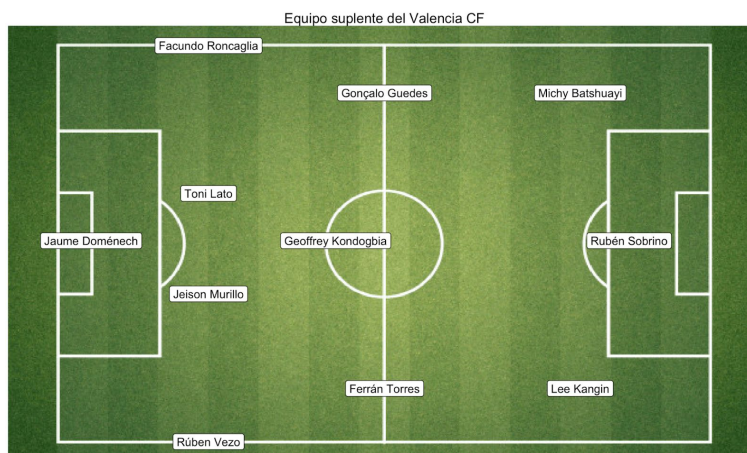 Equipo suplente del Valencia CF
Facundo Roncaglia
Gonçalo Guedes
Michy Batshuayi
Toni Lato
Jaume Doménech
Geoffrey Kondogbia
Rubén Sobrino
Jeison Murillo
Ferrán Torres
Lee Kangin
Rúben Vezo